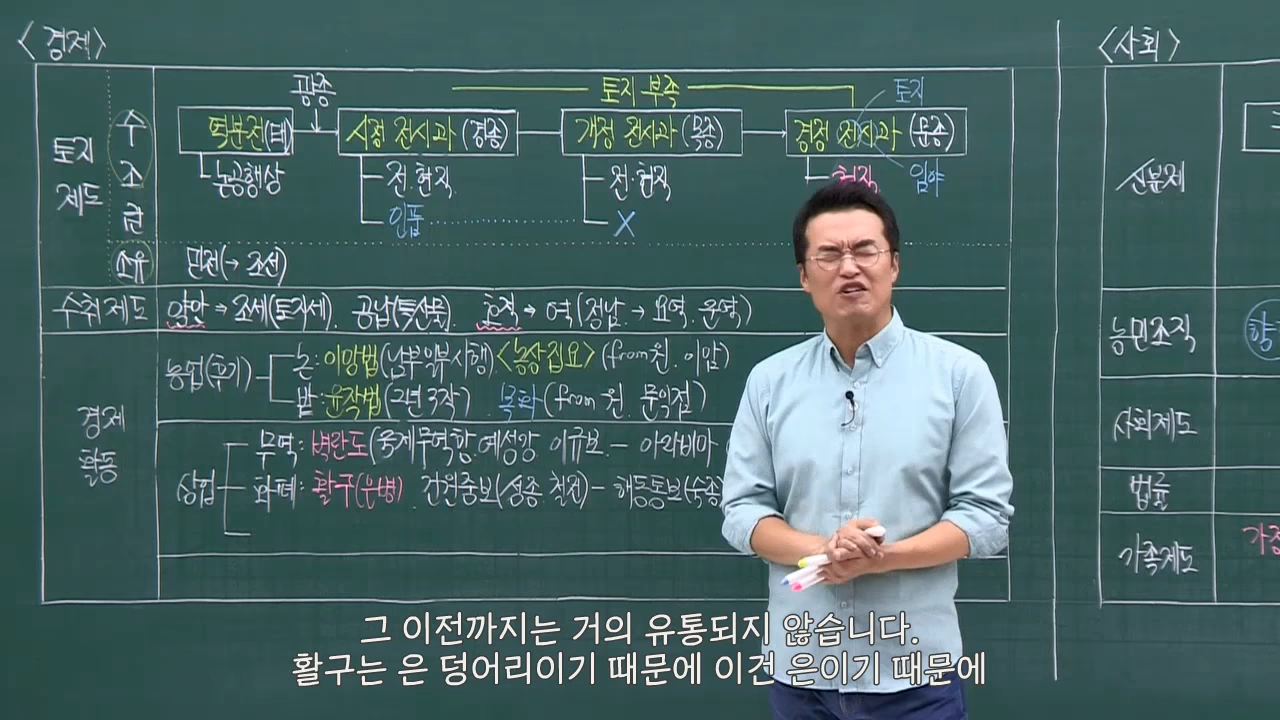 <경제>
<사회>
광종
토지 부족
토지
역분전(태)
시정 전시과 (경종)
개정 전시과 (목종)
경정 전시과 (문종)
토지 제도
수조권
논공행상
전·현직
전·현직
현직
임야
인품
X
신분제
소유
민전(→ 조선)
수취 제도
양안 → 조세(토지세). 공납(특산물). 호적 → 역(정남. → 요역. 군역)
농업(후기)
논: 이앙법(남부 일부 시행) <농상집요> (from 원. 이암)
밭: 윤작법(2년 3작) 목화(from 원. 문익점)
농민조직
향
경제 활동
상업
무역: 벽란도(국제무역항. 예성강 이규보 - 아라비아
화폐: 활구(은병). 건원중보(성종 철전) - 해동통보(숙종)
사회제도
법률
가족제도
그 이전까지는 거의 유통되지 않습니다.
활구는 은 덩어리이기 때문에 이건 은이기 때문에